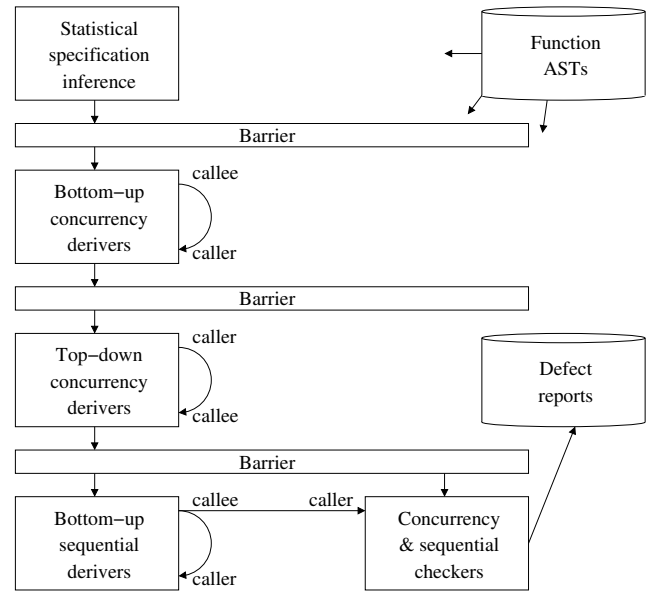 Statistical
specification
inference
Function
ASTs
Barrier
callee
Bottom−up
concurrency
derivers
caller
Barrier
caller
Top−down
concurrency
derivers
callee
Defect
reports
Barrier
callee
caller
Bottom−up
sequential
derivers
caller
Concurrency
& sequential
checkers